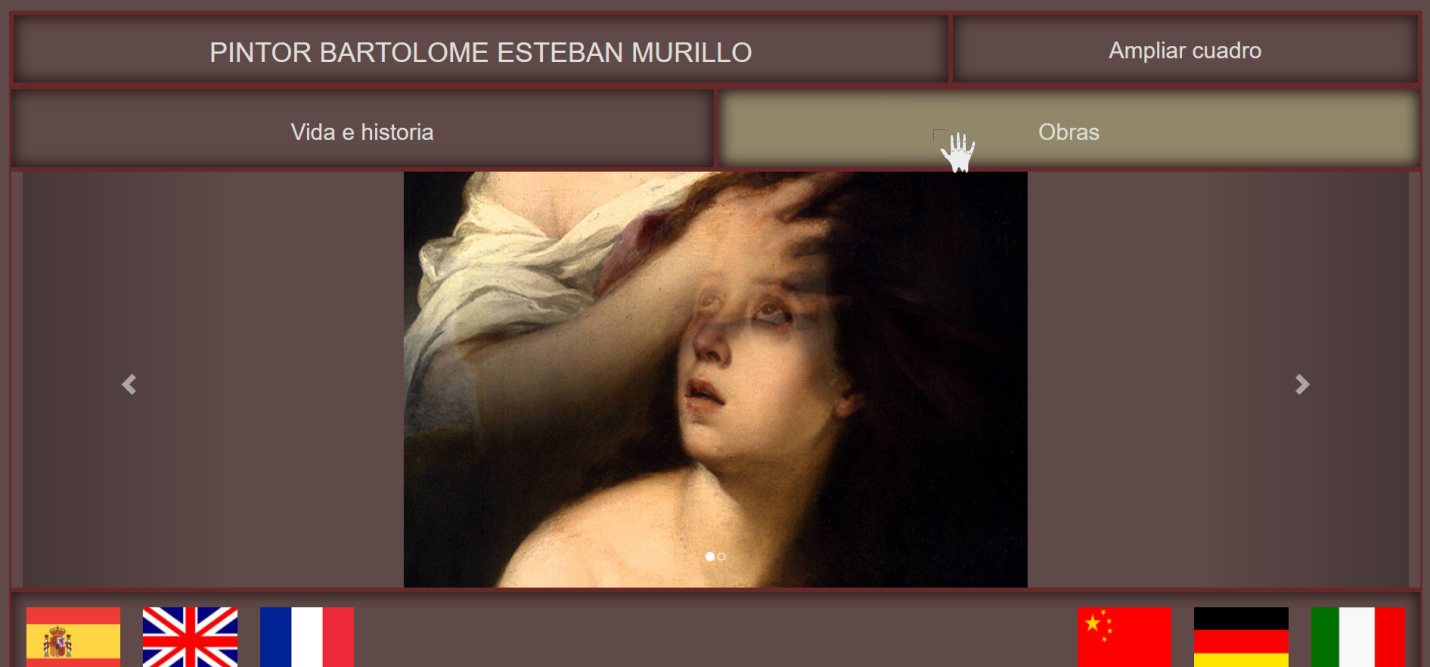 PINTOR BARTOLOME ESTEBAN MURILLO
Ampliar cuadro
Vida e historia
Obras